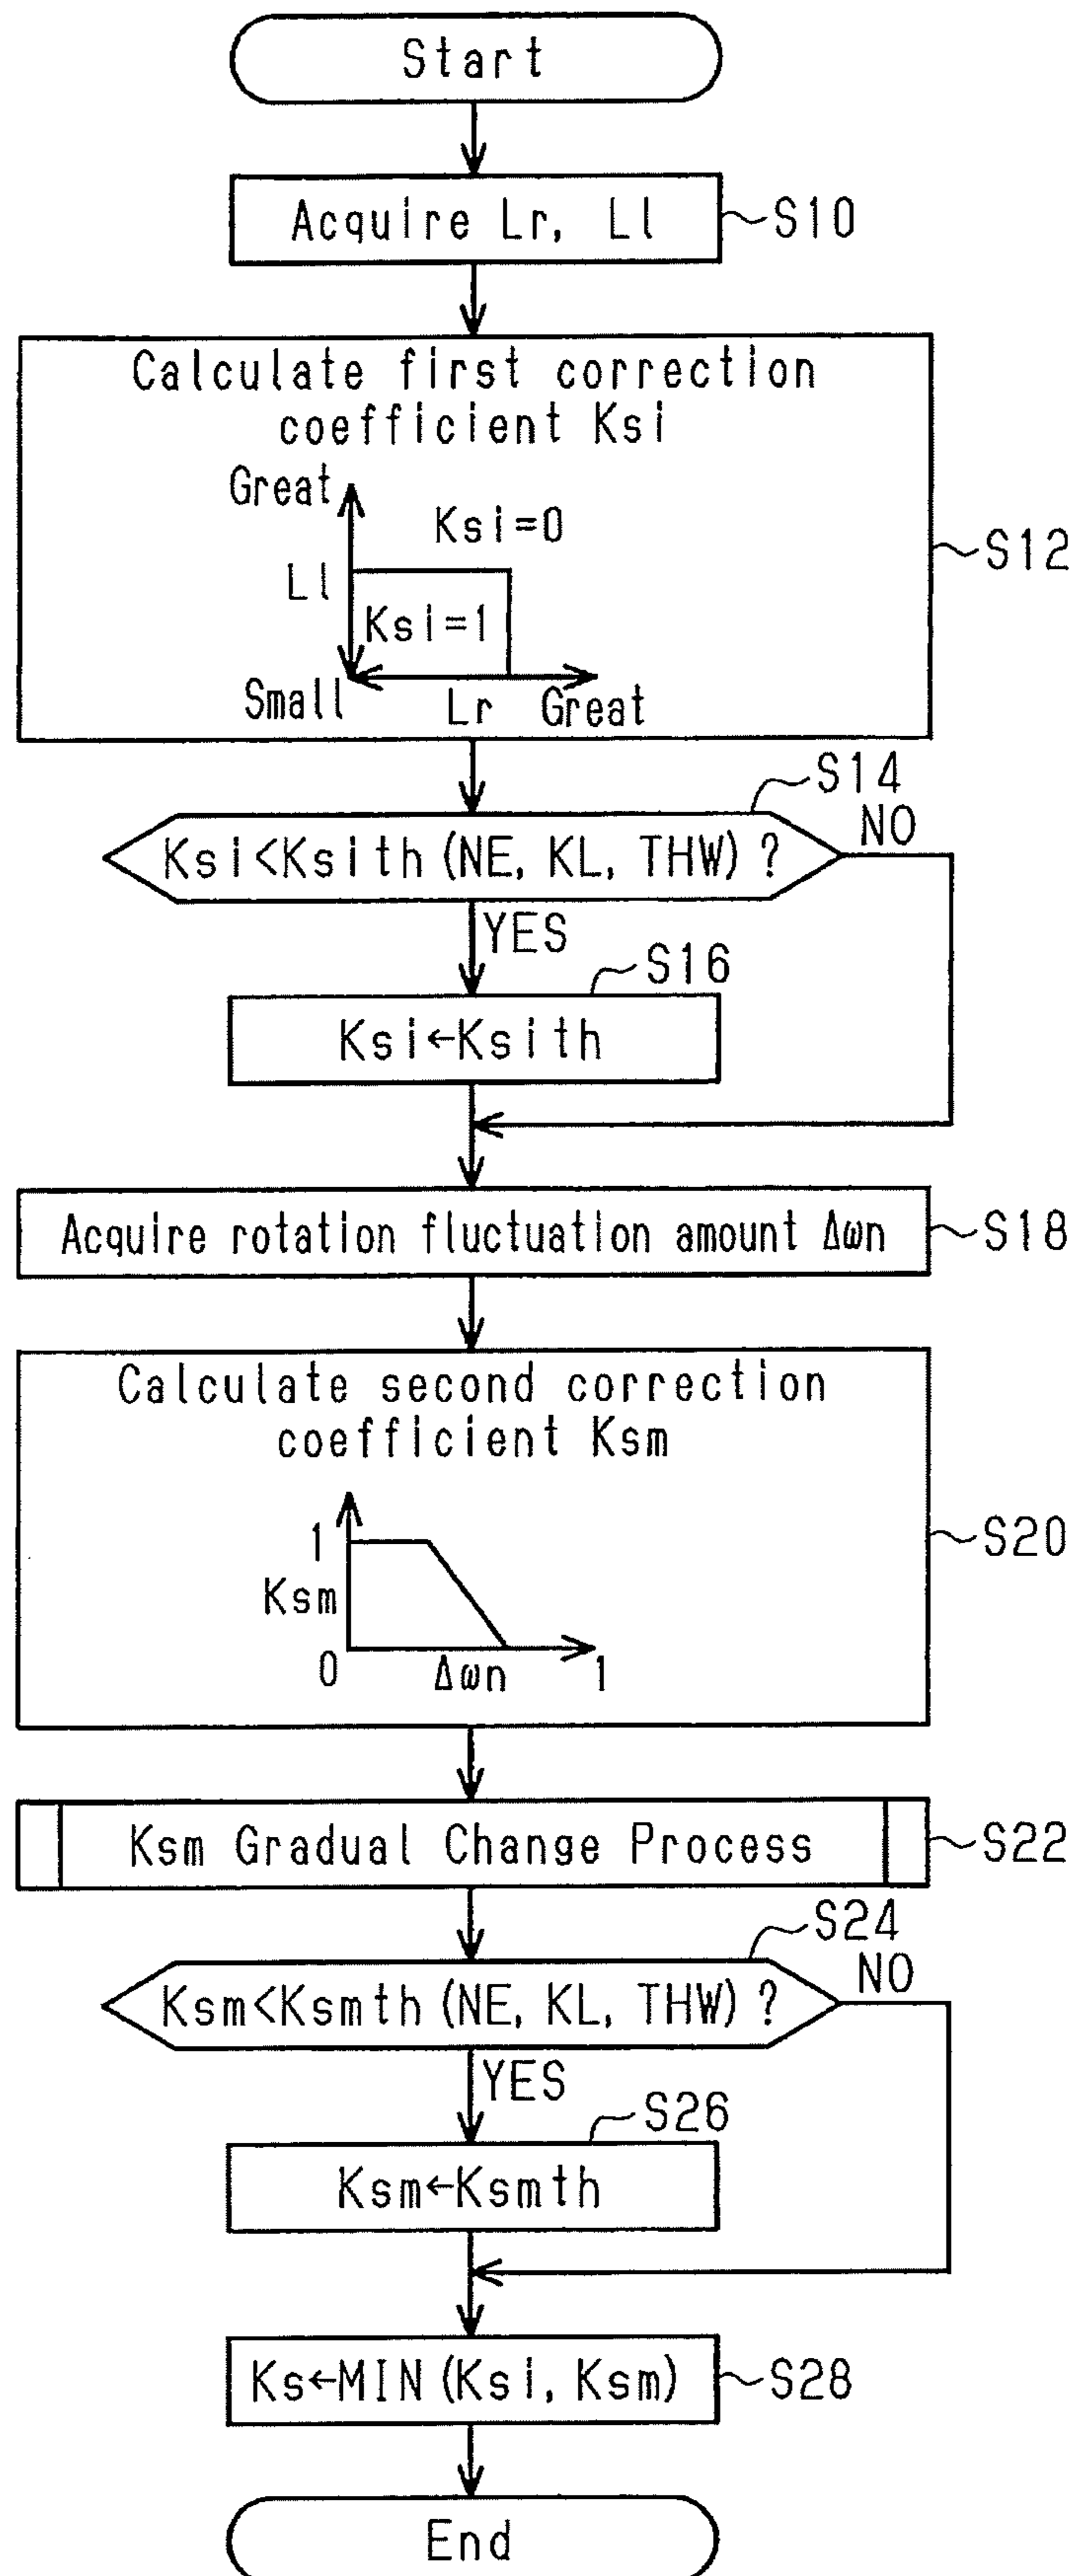 Start
Acquire Lr, Ll
S10
Calculate first correction
coefficient Ksi
Great
Ksi=0
Ll
Ksi=1
Small
Lr
Great
S12
S14
Ksi<Ksith (NE, KL, THW) ?
NO
YES
S16
Ksi←Ksith
Acquire rotation fluctuation amount Δωn
S18
Calculate second correction
coefficient Ksm
1
Ksm
0
Δωn
1
S20
Ksm Gradual Change Process
S22
S24
Ksm<Ksmth (NE, KL, THW) ?
NO
YES
S26
Ksm←Ksmth
Ks←MIN (Ksi, Ksm)
S28
End